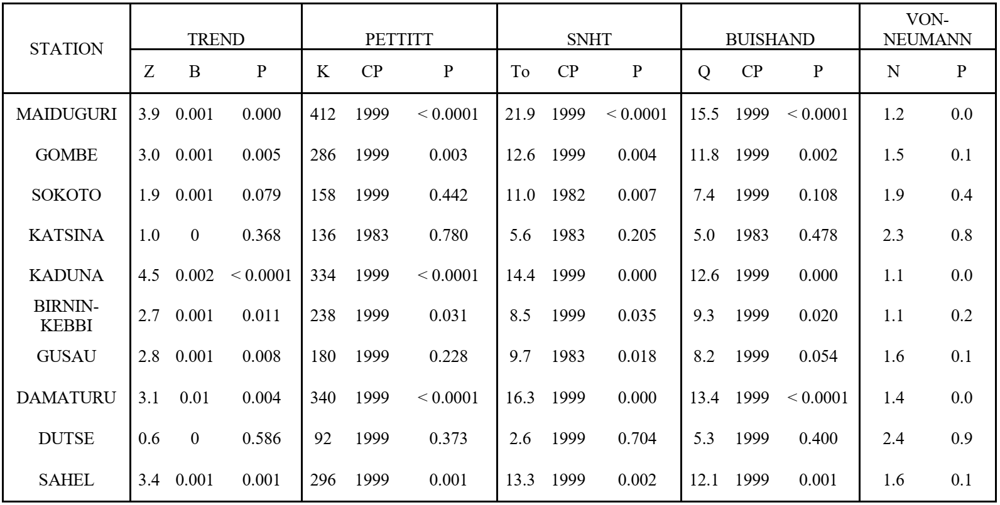 STATION TREND PETTITT SNHT BUISHAND VON-
NEUMANN
Z B P K CP P To CP P Q CP P N P
MAIDUGURI 3.9 0.001 0.000 412 1999 < 0.0001 21.9 1999 < 0.0001 15.5 1999 < 0.0001 1.2 0.0
GOMBE 3.0 0.001 0.005 286 1999 0.003 12.6 1999 0.004 11.8 1999 0.002 1.5 0.1
SOKOTO 1.9 0.001 0.079 158 1999 0.442 11.0 1982 0.007 7.4 1999 0.108 1.9 0.4
KATSINA 1.0 0 0.368 136 1983 0.780 5.6 1983 0.205 5.0 1983 0.478 2.3 0.8
KADUNA 4.5 0.002 < 0.0001 334 1999 < 0.0001 14.4 1999 0.000 12.6 1999 0.000 1.1 0.0
BIRNIN-
KEBBI 2.7 0.001 0.011 238 1999 0.031 8.5 1999 0.035 9.3 1999 0.020 1.1 0.2
GUSAU 2.8 0.001 0.008 180 1999 0.228 9.7 1983 0.018 8.2 1999 0.054 1.6 0.1
DAMATURU 3.1 0.01 0.004 340 1999 < 0.0001 16.3 1999 0.000 13.4 1999 < 0.0001 1.4 0.0
DUTSE 0.6 0 0.586 92 1999 0.373 2.6 1999 0.704 5.3 1999 0.400 2.4 0.9
SAHEL 3.4 0.001 0.001 296 1999 0.001 13.3 1999 0.002 12.1 1999 0.001 1.6 0.1